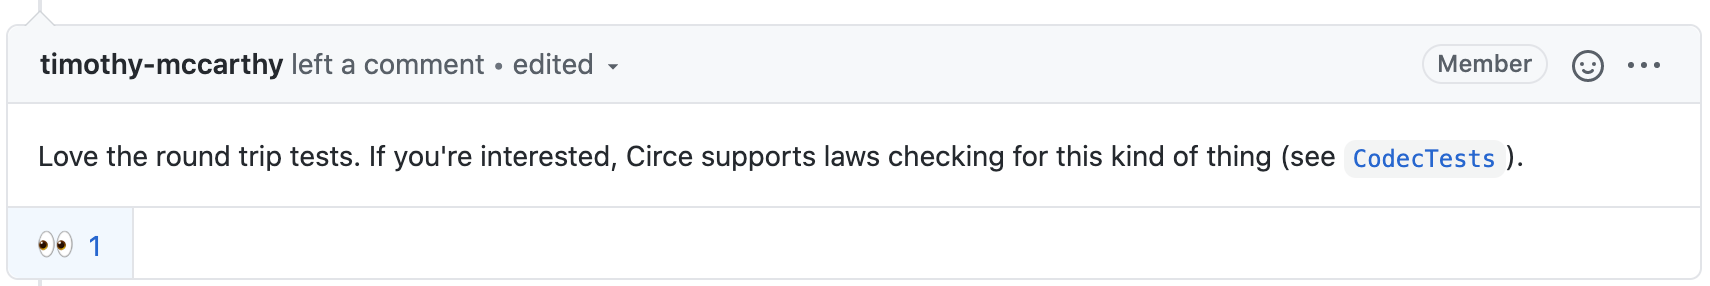 timothy-mccarthy left a comment • edited Member
Love the round trip tests. If you're interested, Circe supports laws checking for this kind of thing (see CodecTests).
👀 1